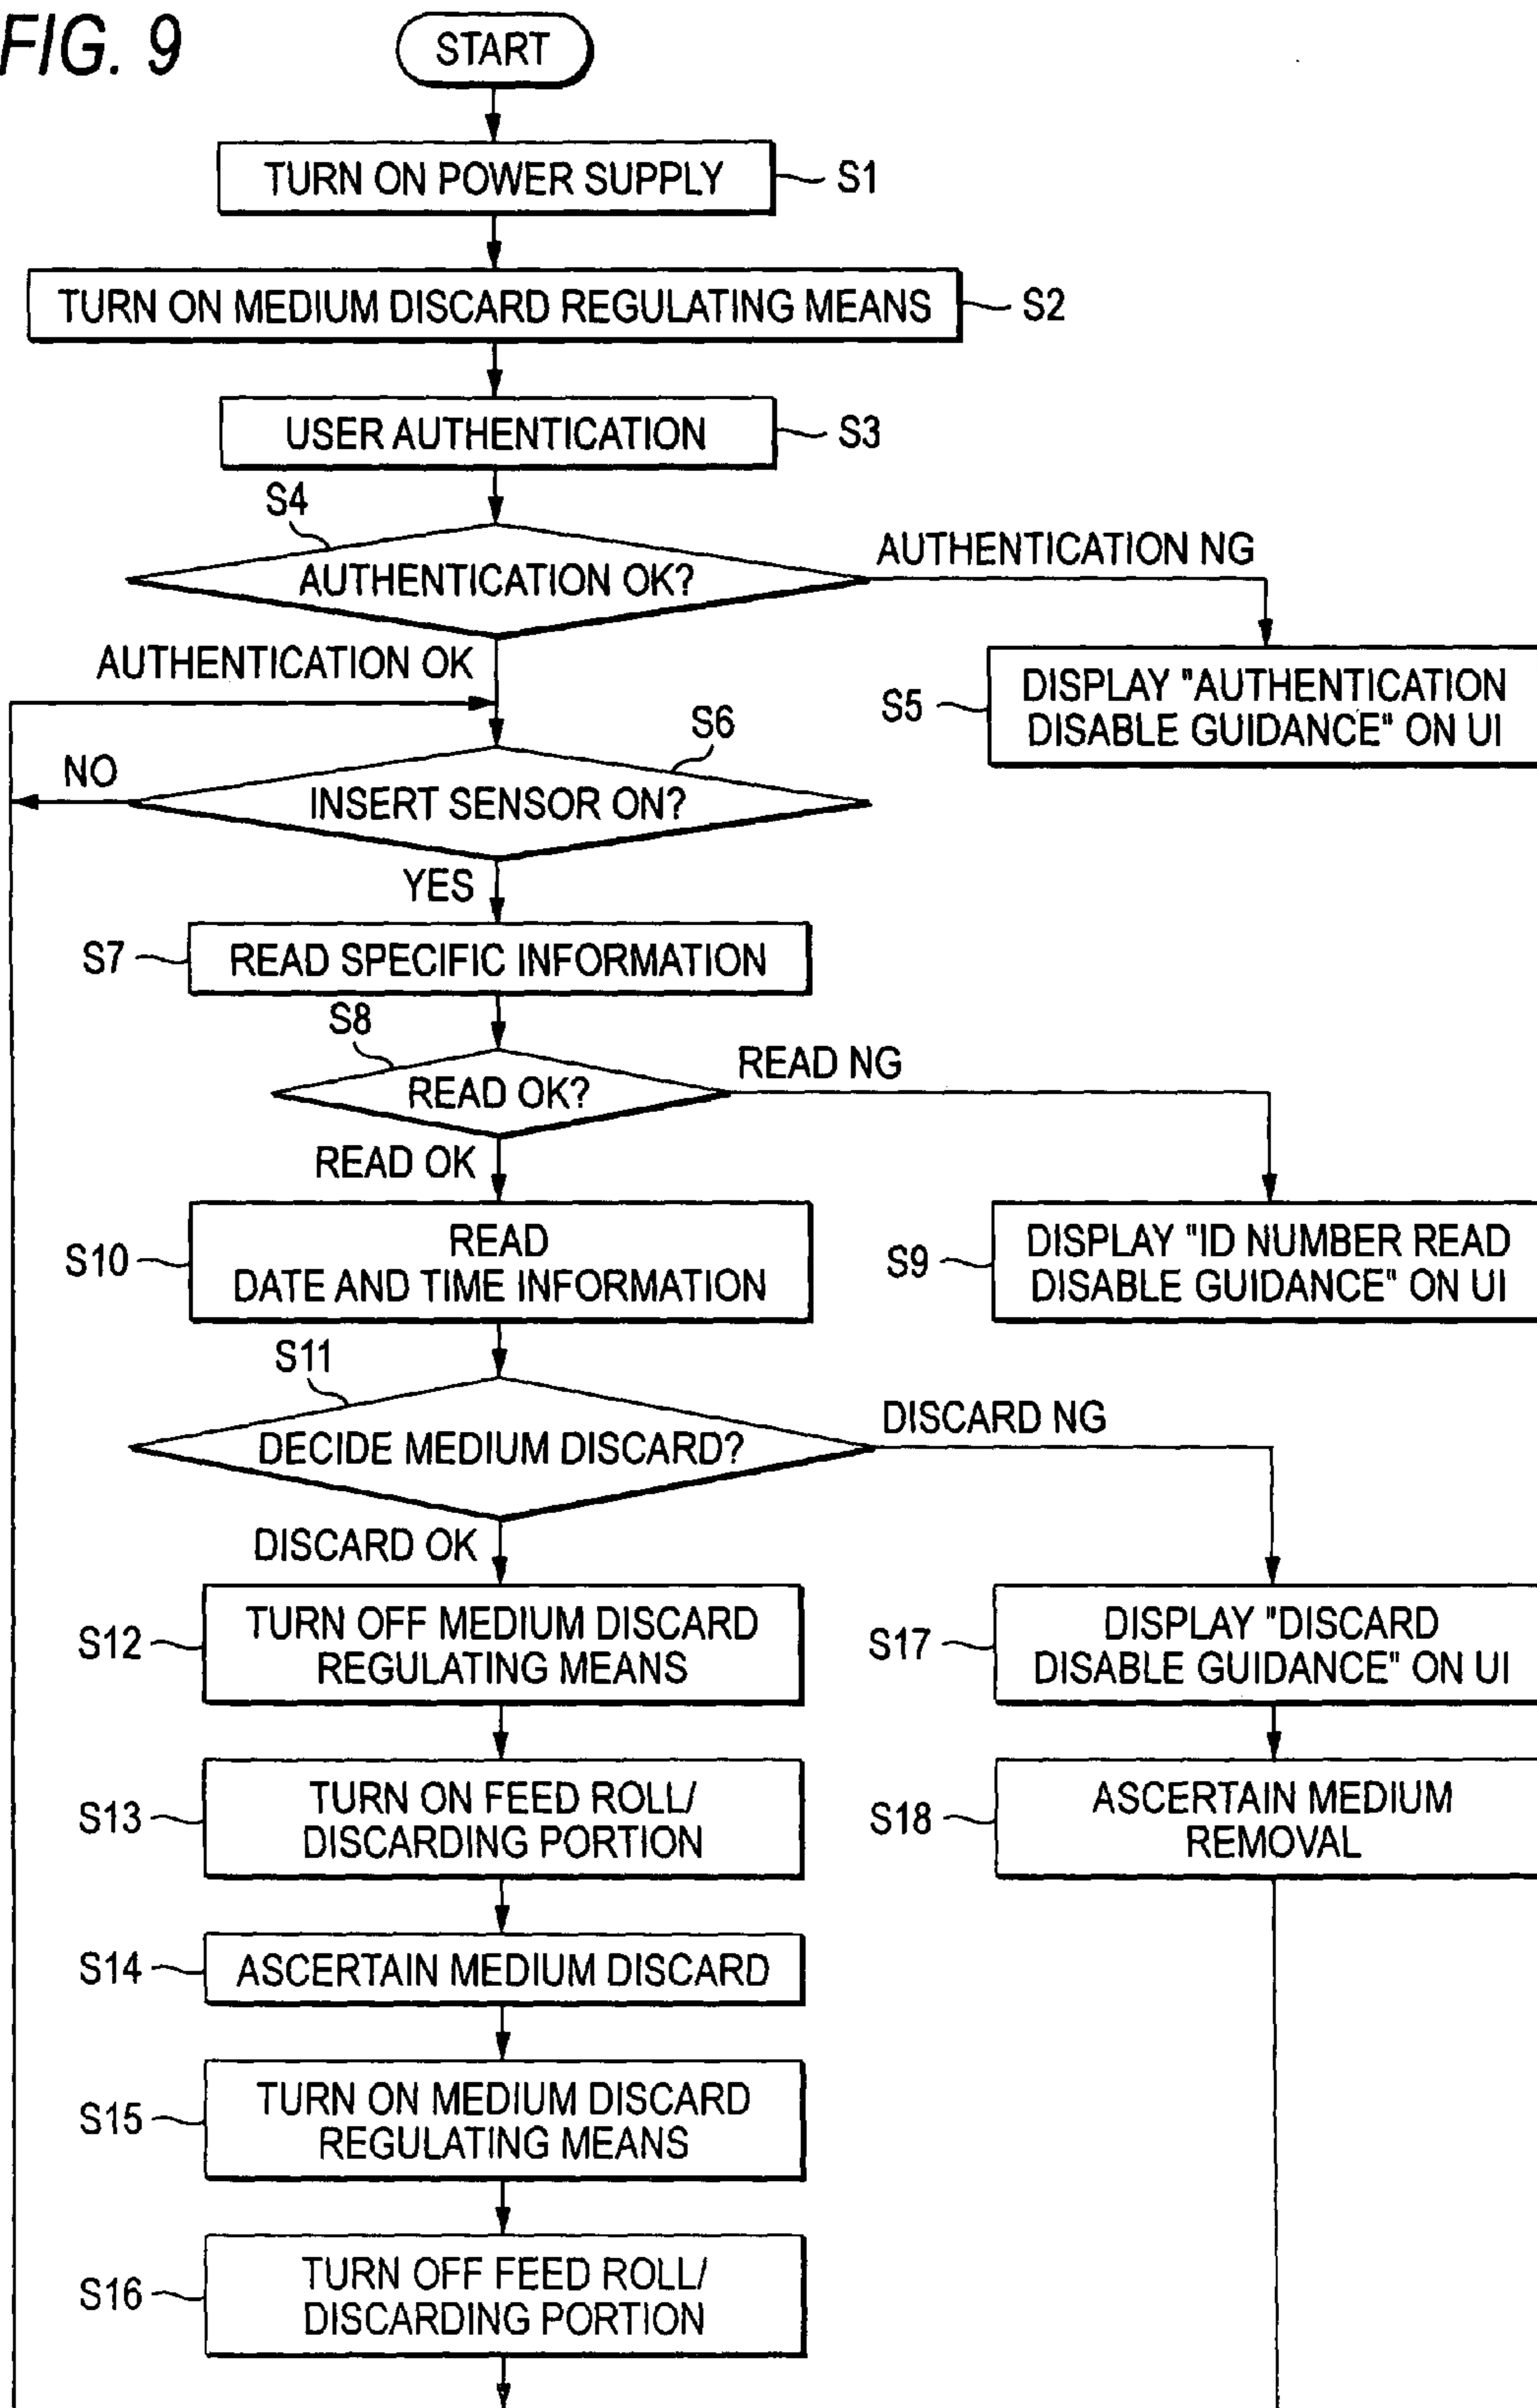 FIG. 9
START
TURN ON POWER SUPPLY
S1
TURN ON MEDIUM DISCARD REGULATING MEANS
S2
USER AUTHENTICATION
S3
S4
AUTHENTICATION OK?
AUTHENTICATION NG
AUTHENTICATION OK
S5
DISPLAY "AUTHENTICATION
DISABLE GUIDANCE" ON UI
S6
NO
INSERT SENSOR ON?
YES
S7
READ SPECIFIC INFORMATION
S8
READ OK?
READ NG
READ OK
S10
READ
DATE AND TIME INFORMATION
S9
DISPLAY "ID NUMBER READ
DISABLE GUIDANCE" ON UI
S11
DECIDE MEDIUM DISCARD?
DISCARD NG
DISCARD OK
S12
TURN OFF MEDIUM DISCARD
REGULATING MEANS
S17
DISPLAY "DISCARD
DISABLE GUIDANCE" ON UI
S13
TURN ON FEED ROLL/
DISCARDING PORTION
S18
ASCERTAIN MEDIUM
REMOVAL
S14
ASCERTAIN MEDIUM DISCARD
S15
TURN ON MEDIUM DISCARD
REGULATING MEANS
S16
TURN OFF FEED ROLL/
DISCARDING PORTION